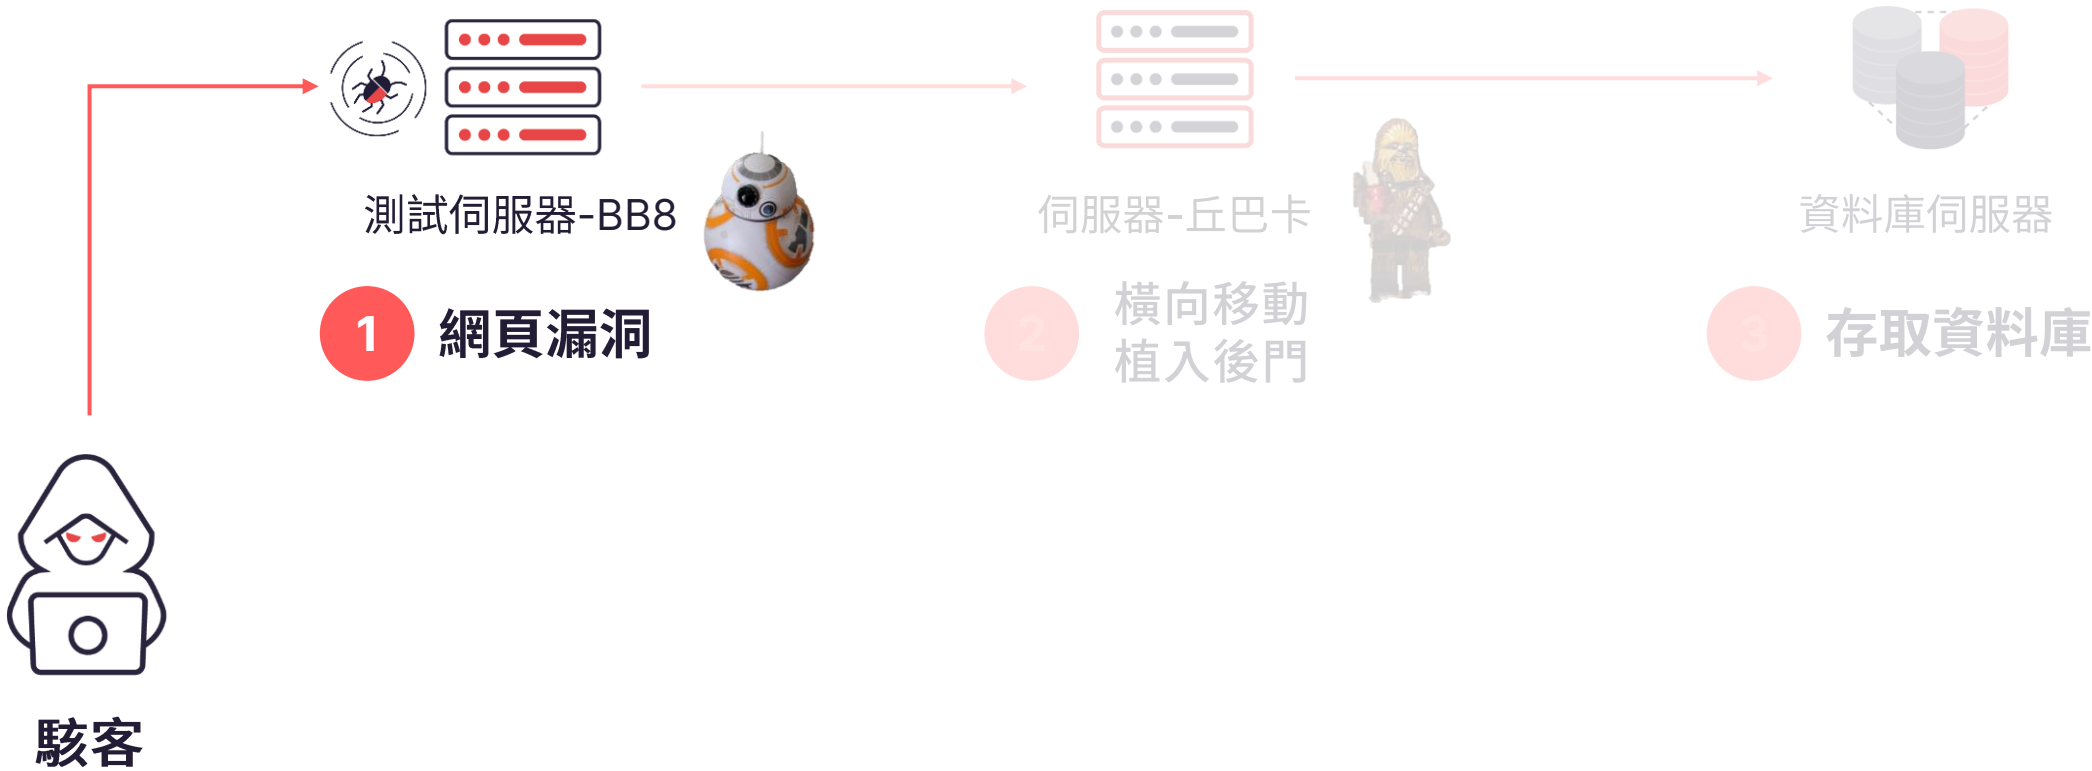 測試伺服器-BB8
伺服器-丘巴卡
資料庫伺服器
1
網頁漏洞
2
橫向移動
植入後門
3
存取資料庫
駭客